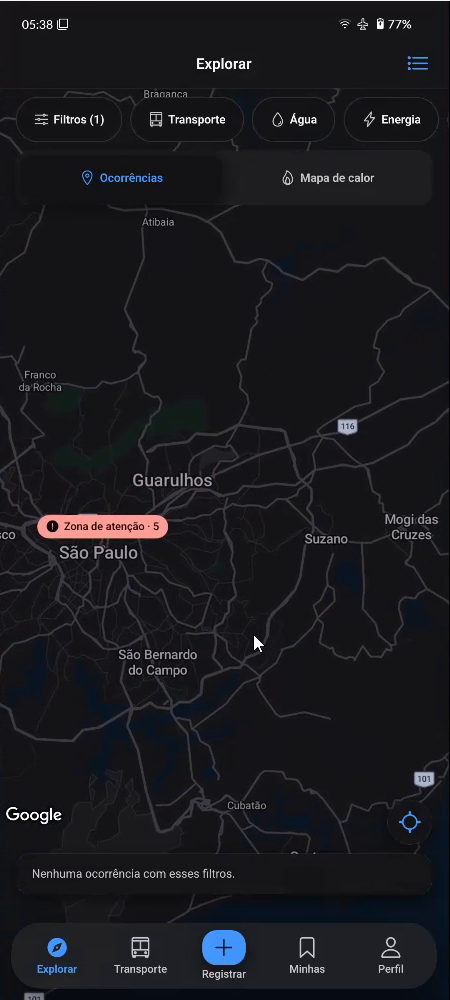 05:38
77%
Explorar
Bragança
Filtros (1)
Transporte
Água
Energia
Ocorrências
Mapa de calor
Atibaia
Franco
da Rocha
116
Guarulhos
Zona de atenção · 5
Mogi das
Cruzes
sco
São Paulo
Suzano
São Bernardo
do Campo
101
Cubatão
Google
Nenhuma ocorrência com esses filtros.
Explorar
Transporte
Registrar
Minhas
Perfil
101